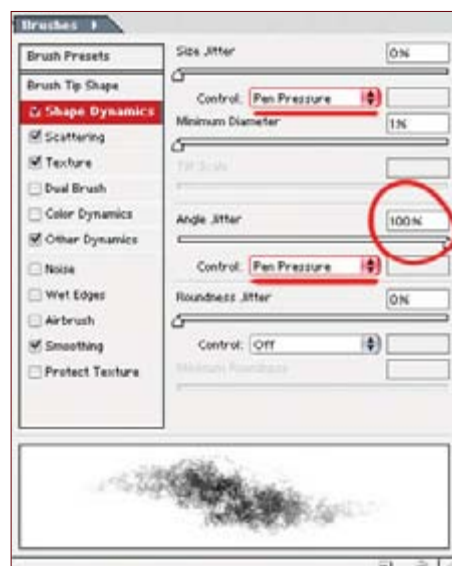 Brushes
Brush Presets
Brush Tip Shape
Shape Dynamics
Scattering
Texture
Dual Brush
Color Dynamics
Other Dynamics
Noise
Wet Edges
Airbrush
Smoothing
Protect Texture
Size Jitter 0%
Control: Pen Pressure
Minimum Diameter 1%
Tilt Scale
Angle Jitter 100%
Control: Pen Pressure
Roundness Jitter 0%
Control: Off
Minimum Roundness